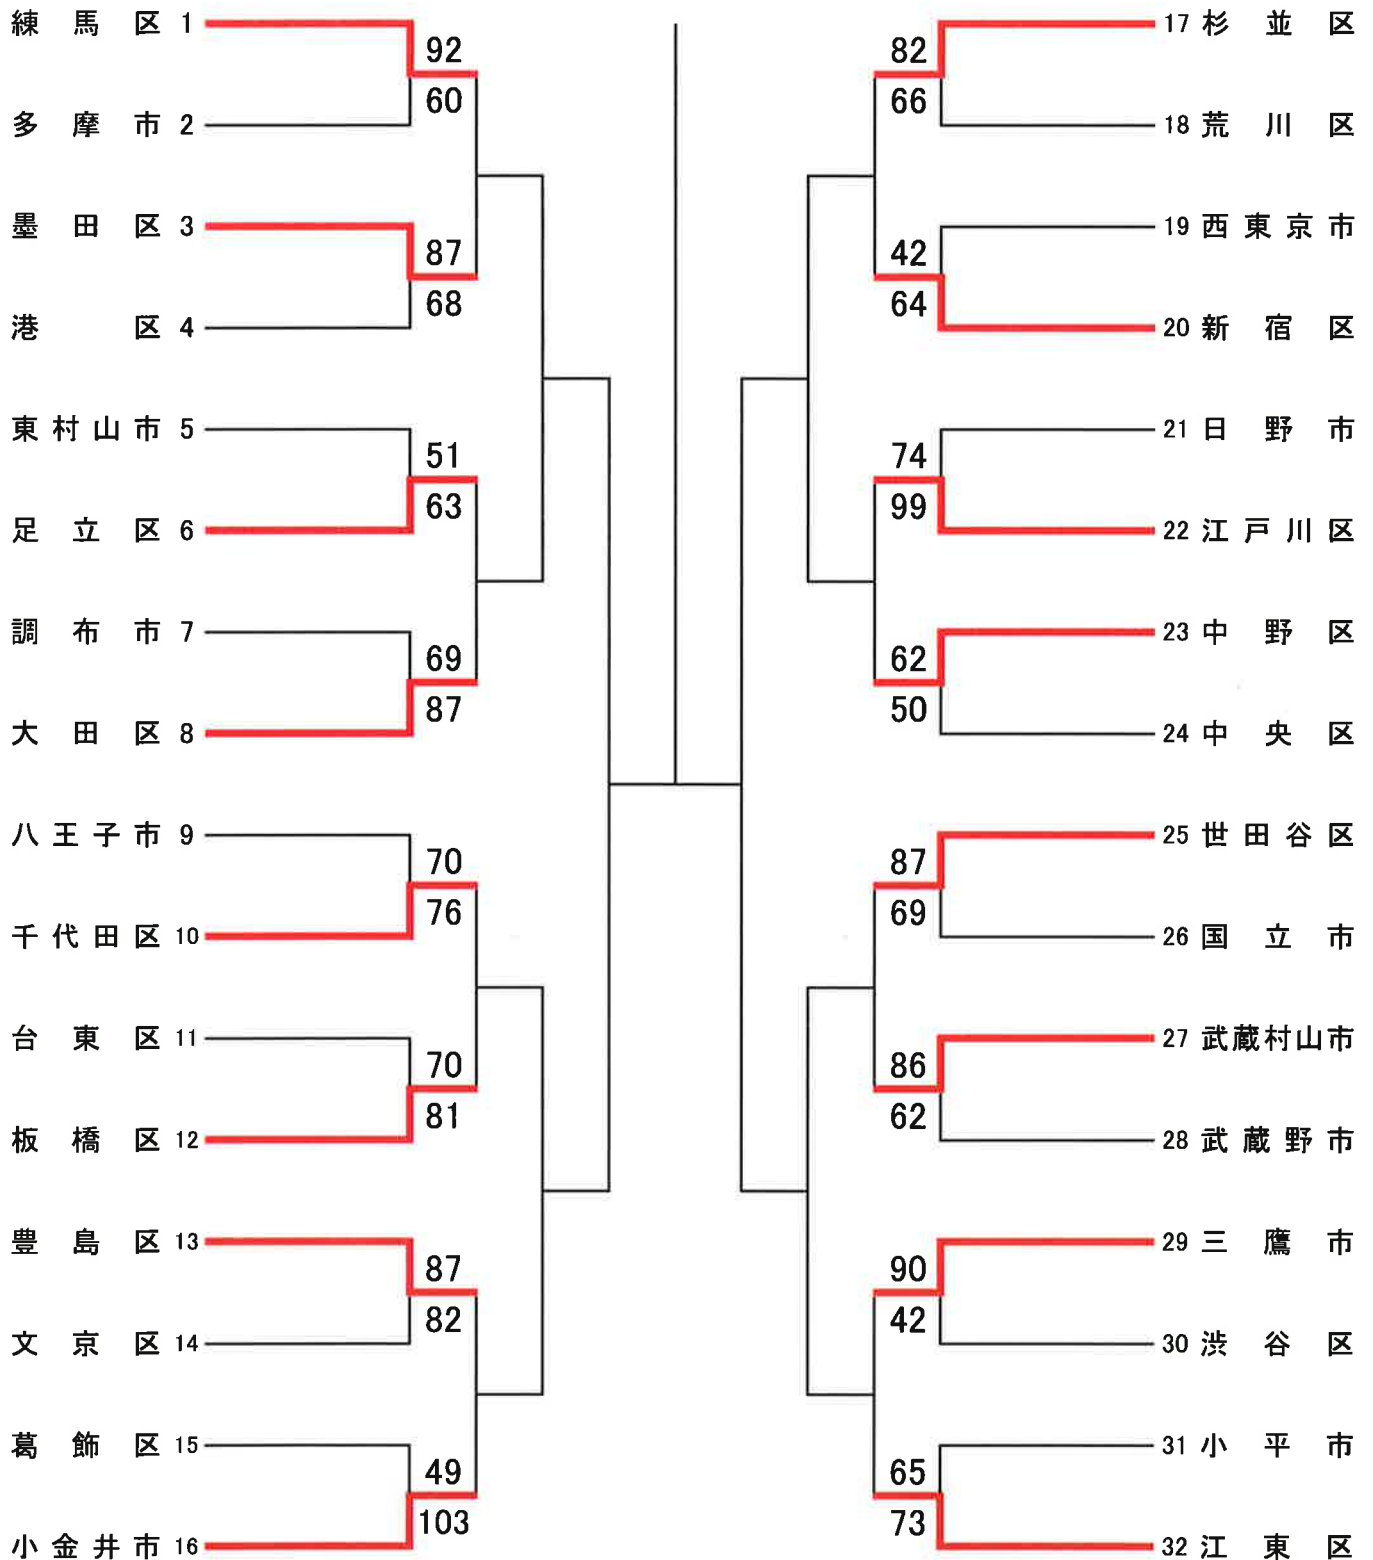 練馬区 1
92
60
多摩市 2
墨田区 3
87
68
港区 4
東村山市 5
51
63
足立区 6
調布市 7
69
87
大田区 8
八王子市 9
70
76
千代田区 10
台東区 11
70
81
板橋区 12
豊島区 13
87
82
文京区 14
葛飾区 15
49
103
小金井市 16
17 杉並区
82
66
18 荒川区
19 西東京市
42
64
20 新宿区
21 日野市
74
99
22 江戸川区
23 中野区
62
50
24 中央区
25 世田谷区
87
69
26 国立市
27 武蔵村山市
86
62
28 武蔵野市
29 三鷹市
90
42
30 渋谷区
31 小平市
65
73
32 江東区